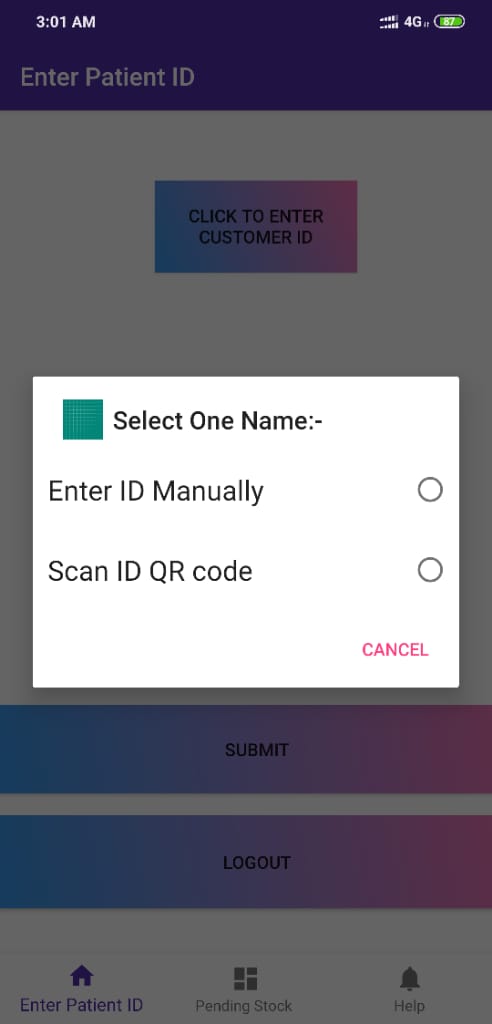 3:01 AM
4G
87
Enter Patient ID
CLICK TO ENTER
CUSTOMER ID
Select One Name:-
Enter ID Manually
Scan ID QR code
CANCEL
SUBMIT
LOGOUT
Enter Patient ID
Pending Stock
Help